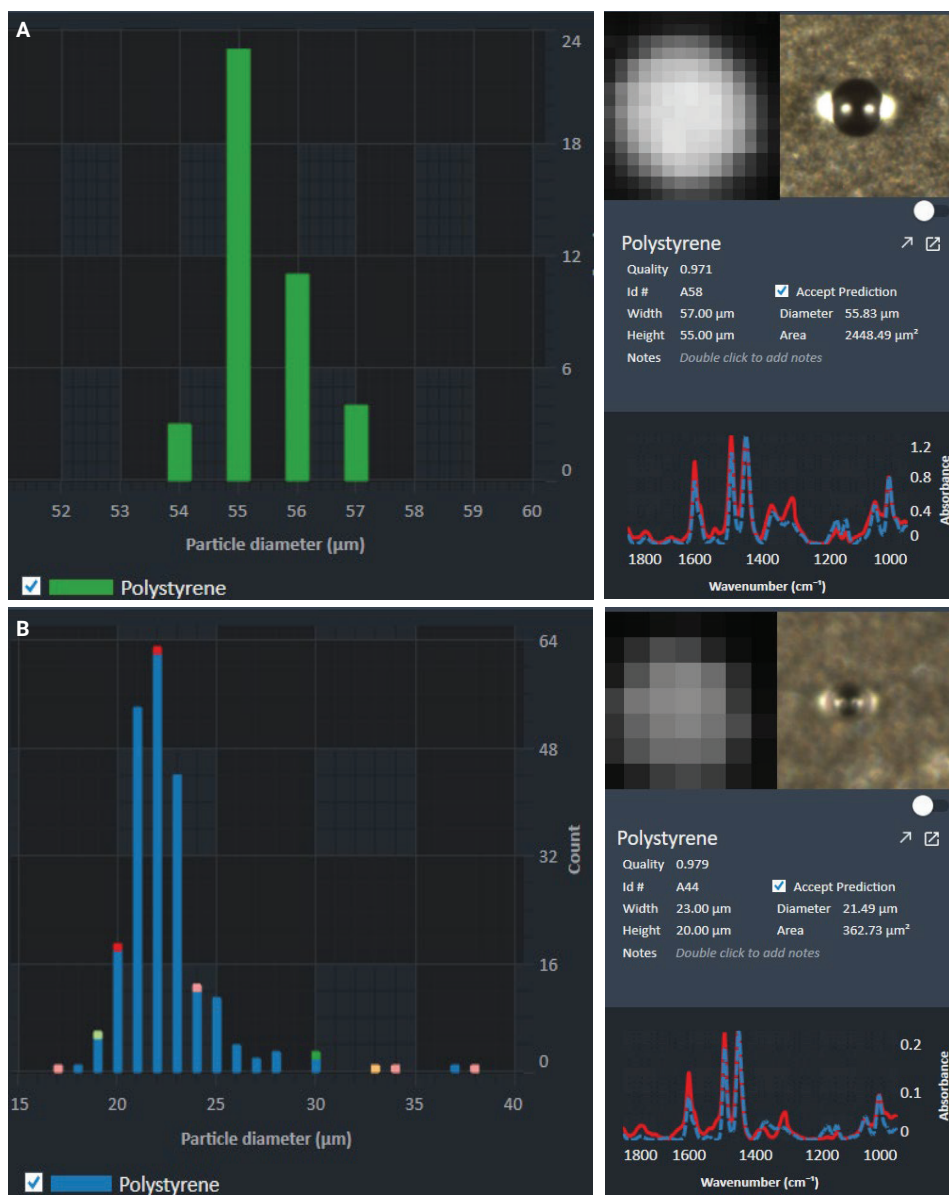 A
24
18
12
6
0
52 53 54 55 56 57 58 59 60
Particle diameter (µm)
Polystyrene
Polystyrene
Quality 0.971
Id # A58 Accept Prediction
Width 57.00 µm Diameter 55.83 µm
Height 55.00 µm Area 2448.49 µm²
Notes Double click to add notes
1.2
0.8
0.4
0
Absorbance
1800 1600 1400 1200 1000
Wavenumber (cm⁻¹)
B
64
48
32
16
0
Count
15 20 25 30 35 40
Particle diameter (µm)
Polystyrene
Polystyrene
Quality 0.979
Id # A44 Accept Prediction
Width 23.00 µm Diameter 21.49 µm
Height 20.00 µm Area 362.73 µm²
Notes Double click to add notes
0.2
0.1
0
Absorbance
1800 1600 1400 1200 1000
Wavenumber (cm⁻¹)